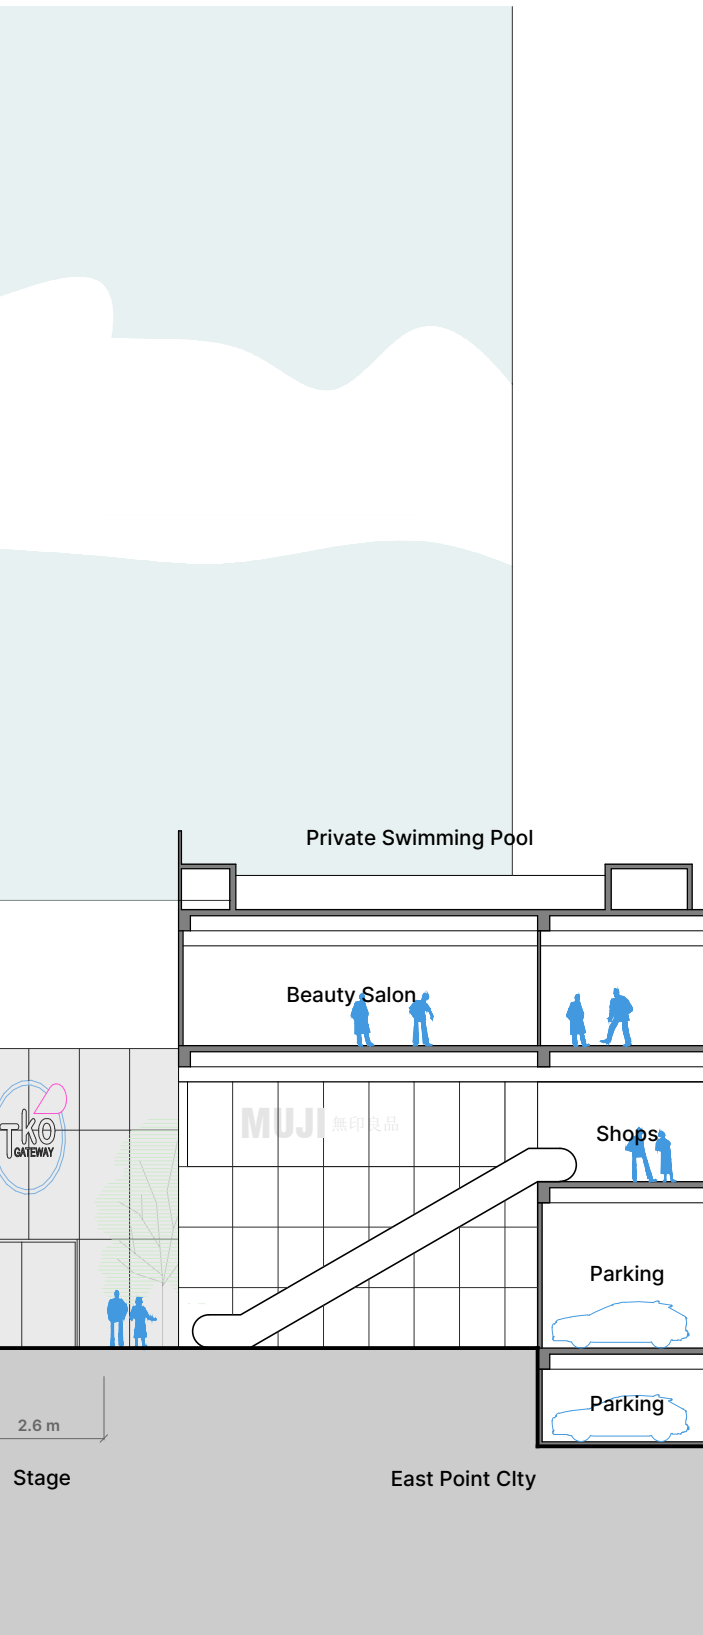 Private Swimming Pool
Beauty Salon
MUJI 無印良品
Shops
TKO
GATEWAY
Parking
Parking
2.6 m
Stage
East Point CIty